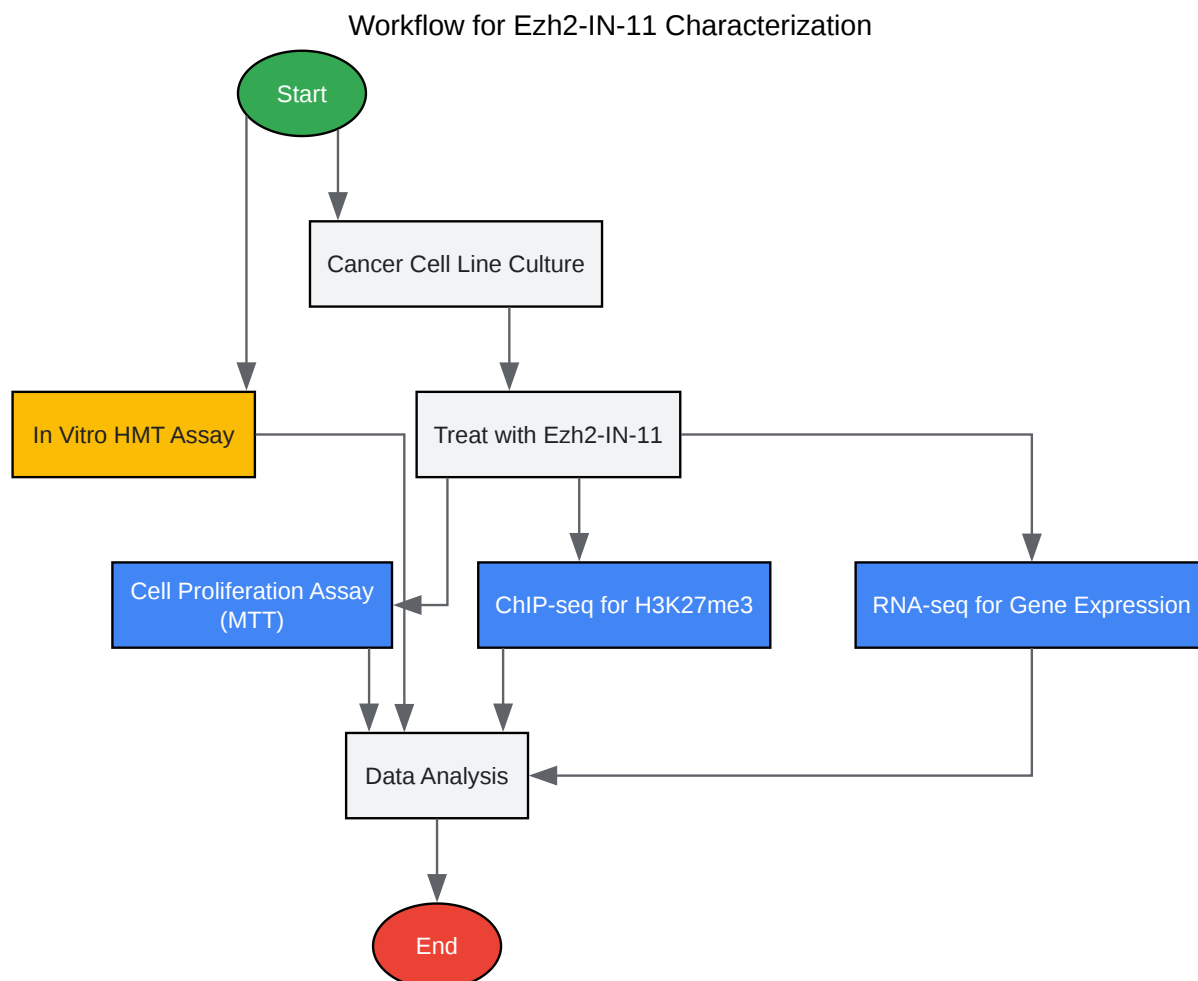 Workflow for Ezh2-IN-11 Characterization
Start
Cancer Cell Line Culture
In Vitro HMT Assay
Treat with Ezh2-IN-11
Cell Proliferation Assay
(MTT)
ChIP-seq for H3K27me3
RNA-seq for Gene Expression
Data Analysis
End